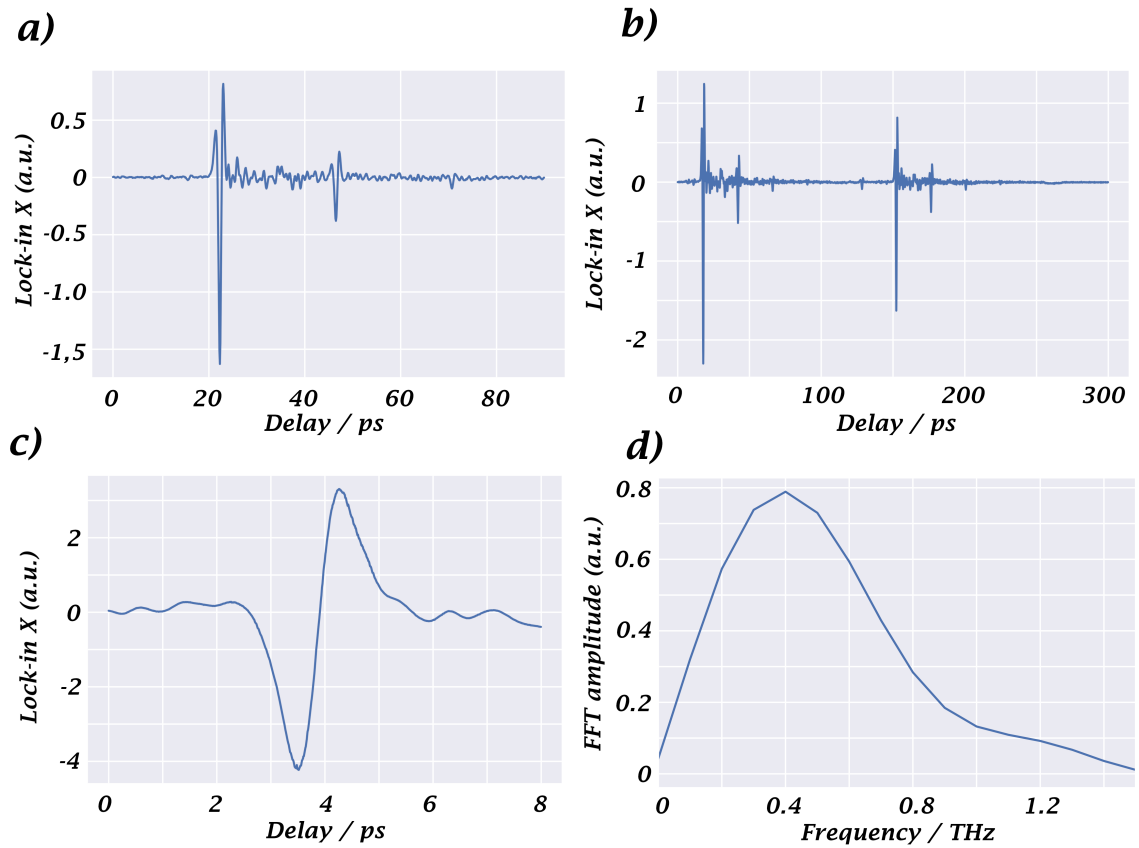 a)
Lock-in X (a.u.)
0.5
0
-0.5
-1.0
-1,5
0 20 40 60 80
Delay / ps
b)
Lock-in X (a.u.)
1
0
-1
-2
0 100 200 300
Delay / ps
c)
Lock-in X (a.u.)
2
0
-2
-4
0 2 4 6 8
Delay / ps
d)
FFT amplitude (a.u.)
0.8
0.6
0.4
0.2
0
0 0.4 0.8 1.2
Frequency / THz